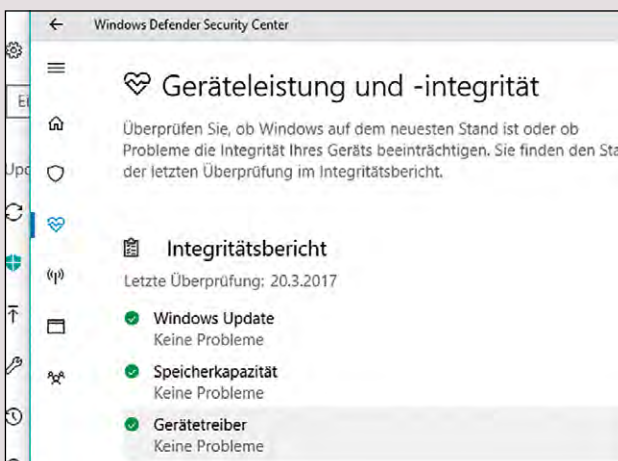 Windows Defender Security Center
Geräteleistung und -integrität
Überprüfen Sie, ob Windows auf dem neuesten Stand ist oder ob
Probleme die Integrität Ihres Geräts beeinträchtigen. Sie finden den Sta
der letzten Überprüfung im Integritätsbericht.
Integritätsbericht
Letzte Überprüfung: 20.3.2017
Windows Update
Keine Probleme
Speicherkapazität
Keine Probleme
Gerätetreiber
Keine Probleme
Ei
Upd